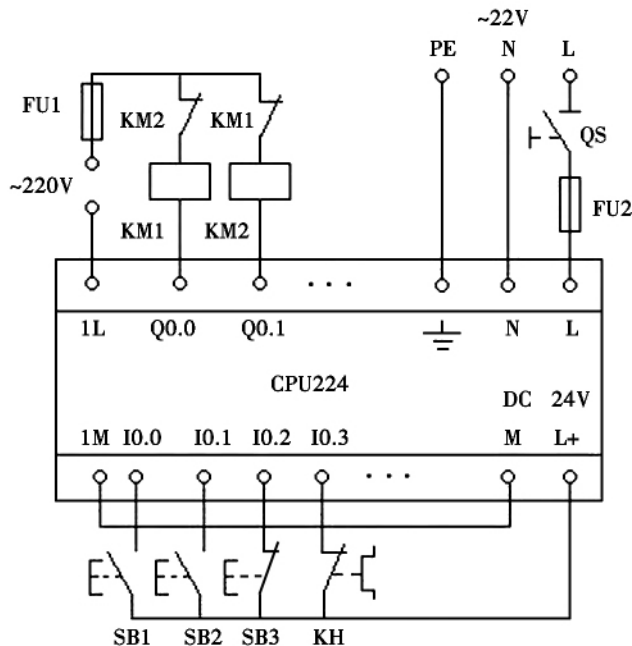 ~22V
PE N L
FU1
KM2 KM1
QS
~220V
FU2
KM1 KM2
1L Q0.0 Q0.1 ··· N L
CPU224
DC 24V
1M I0.0 I0.1 I0.2 I0.3 M L+
···
SB1 SB2 SB3 KH